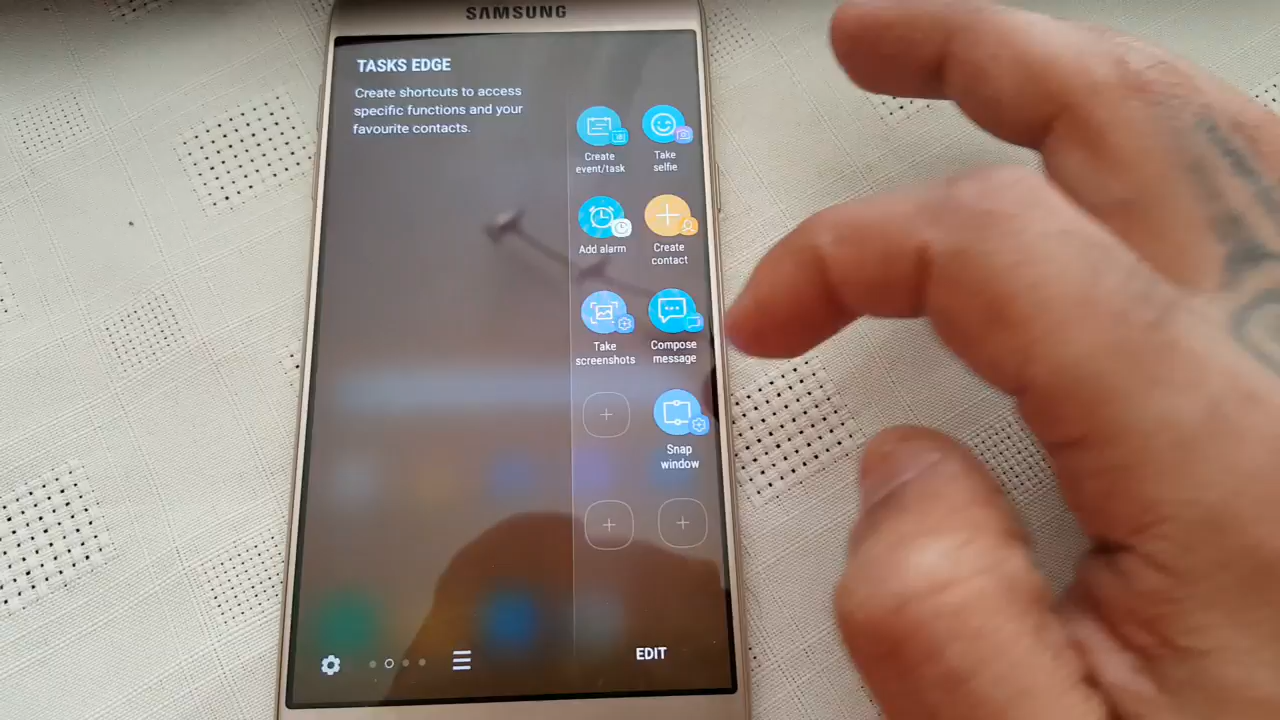 SAMSUNG
TASKS EDGE
Create shortcuts to access
specific functions and your
favourite contacts.
Create
event/task
Take
selfie
Add alarm
Create
contact
Take
screenshots
Compose
message
Snap
window
EDIT